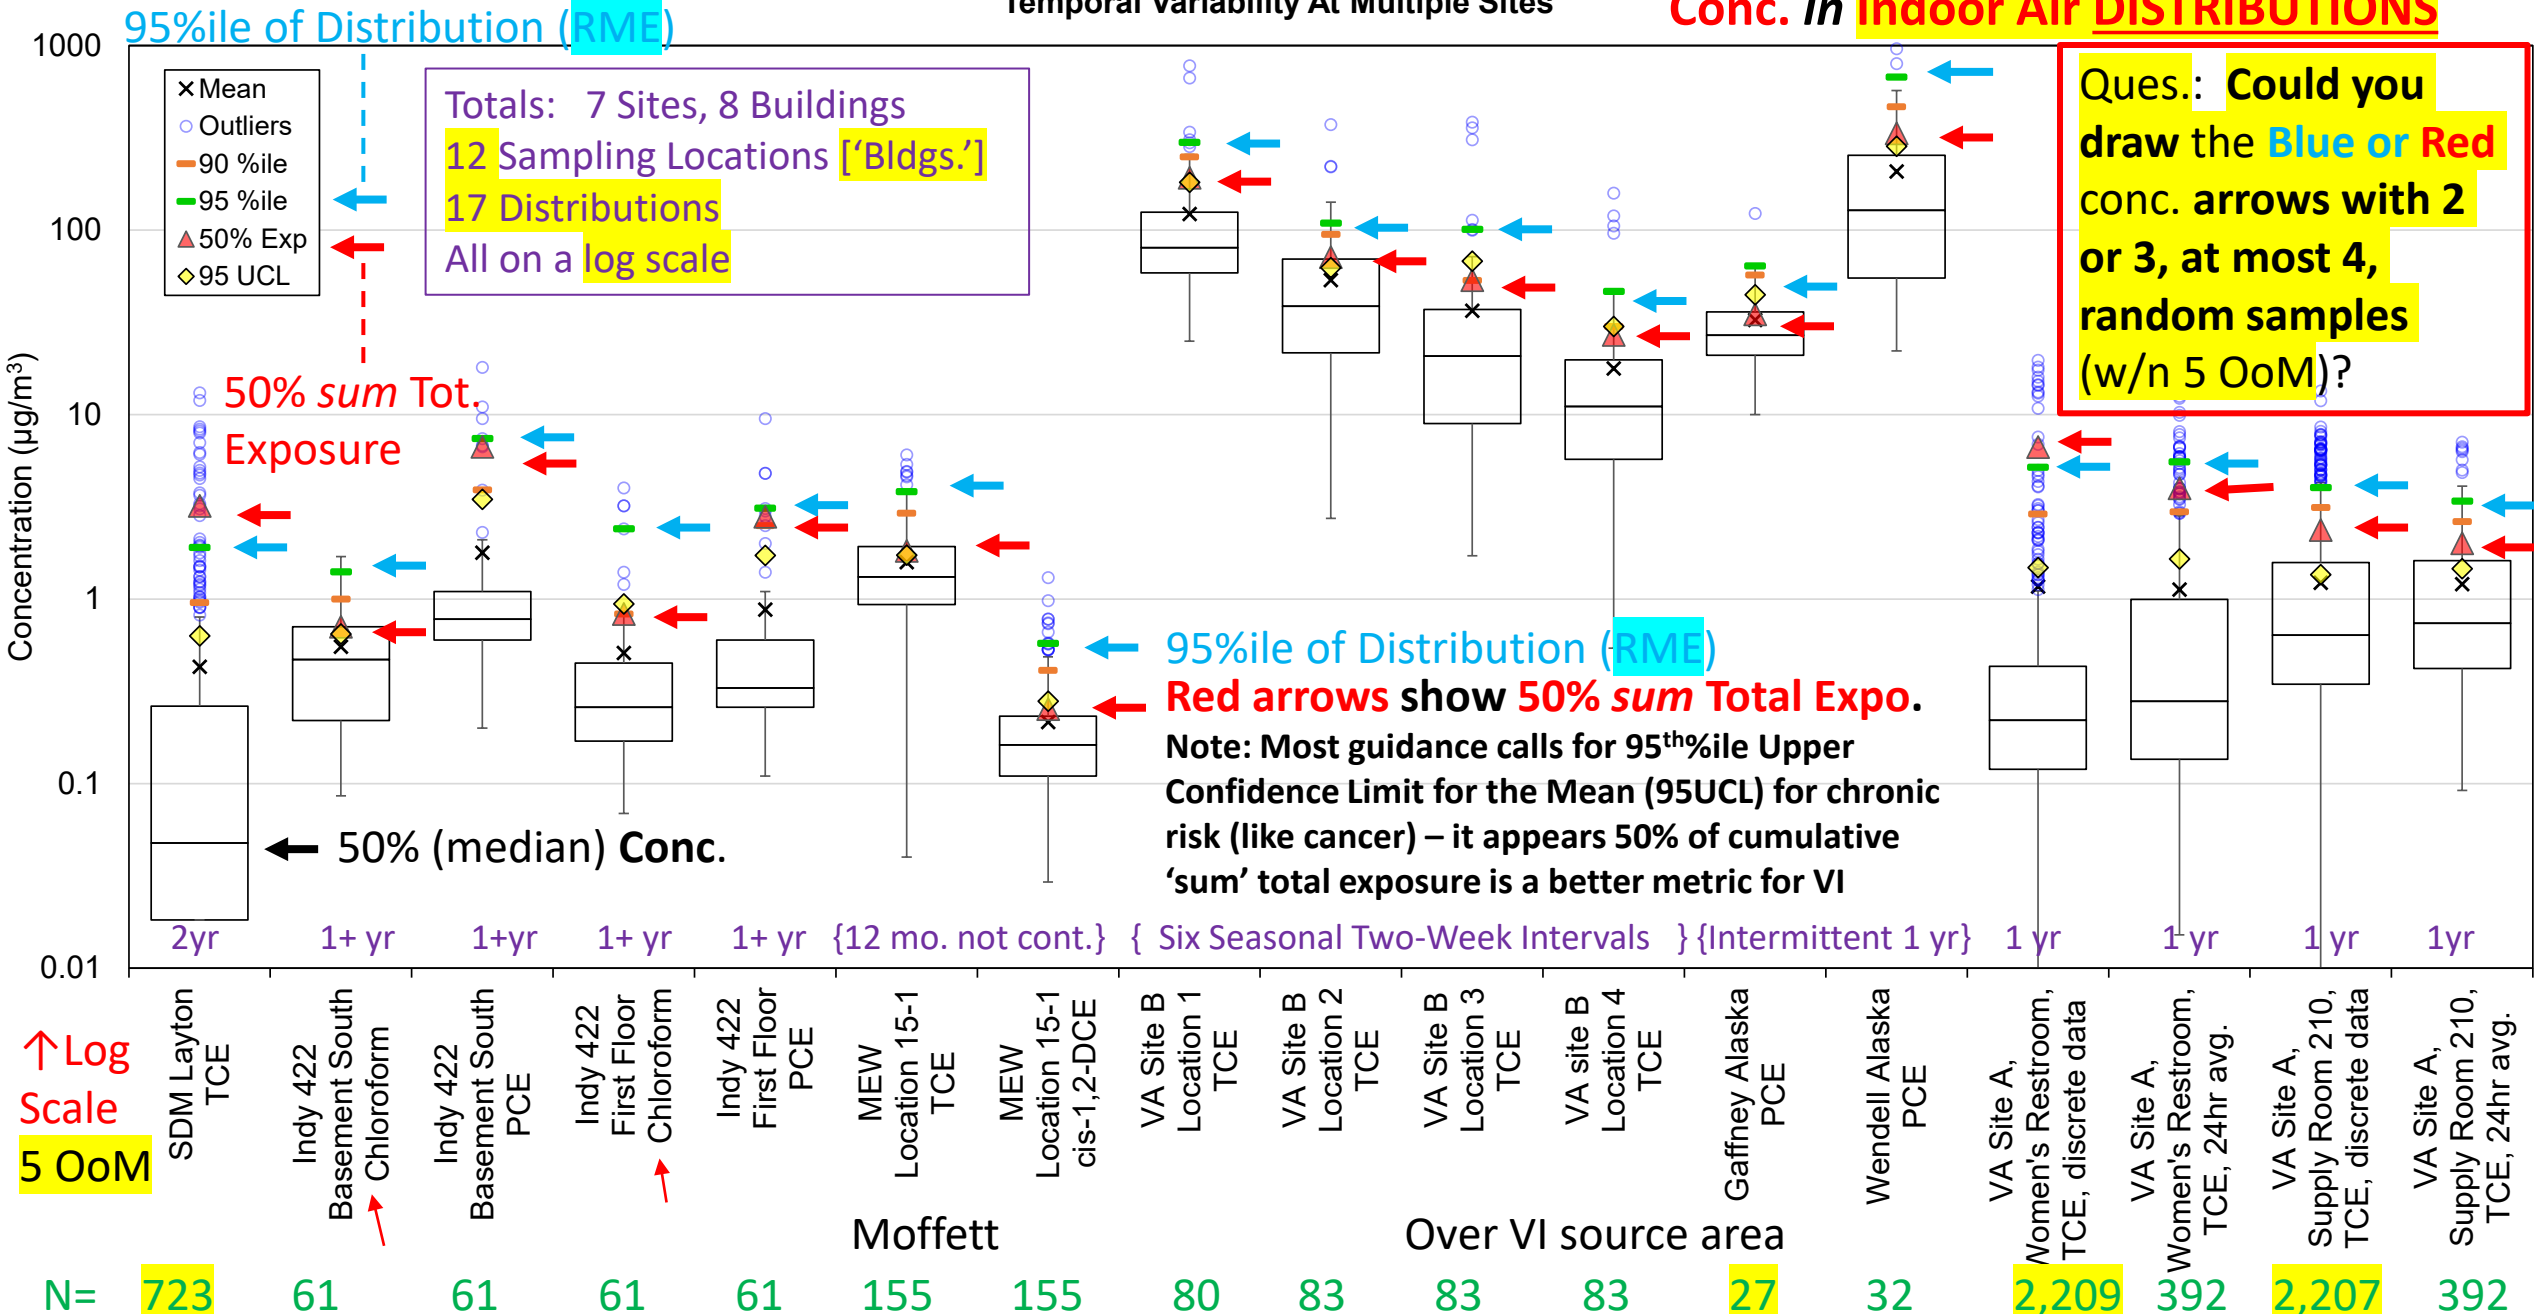 Temporal Variability At Multiple Sites
Conc. in Indoor Air DISTRIBUTIONS
95%ile of Distribution (RME)
Mean
Outliers
90 %ile
95 %ile
50% Exp
95 UCL
Totals:   7 Sites, 8 Buildings
12 Sampling Locations [‘Bldgs.’]
17 Distributions
All on a log scale
Ques.:  Could you
draw the Blue or Red
conc. arrows with 2
or 3, at most 4,
random samples
(w/n 5 OoM)?
50% sum Tot.
Exposure
Concentration (µg/m³)
1000
100
10
1
0.1
0.01
95%ile of Distribution (RME)
Red arrows show 50% sum Total Expo.
Note: Most guidance calls for 95th%ile Upper
Confidence Limit for the Mean (95UCL) for chronic
risk (like cancer) – it appears 50% of cumulative
‘sum’ total exposure is a better metric for VI
50% (median) Conc.
2yr
1+ yr
1+yr
1+ yr
1+ yr
{12 mo. not cont.}
{ Six Seasonal Two-Week Intervals }
{Intermittent 1 yr}
1 yr
1 yr
1 yr
1yr
↑Log
Scale
5 OoM
SDM Layton
TCE
Indy 422
Basement South
Chloroform
Indy 422
Basement South
PCE
Indy 422
First Floor
Chloroform
Indy 422
First Floor
PCE
MEW
Location 15-1
TCE
MEW
Location 15-1
cis-1,2-DCE
VA Site B
Location 1
TCE
VA Site B
Location 2
TCE
VA Site B
Location 3
TCE
VA site B
Location 4
TCE
Gaffney Alaska
PCE
Wendell Alaska
PCE
VA Site A,
Women's Restroom,
TCE, discrete data
VA Site A,
Women's Restroom,
TCE, 24hr avg.
VA Site A,
Supply Room 210,
TCE, discrete data
VA Site A,
Supply Room 210,
TCE, 24hr avg.
Moffett
Over VI source area
N= 723 61 61 61 61 155 155 80 83 83 83 27 32 2,209 392 2,207 392